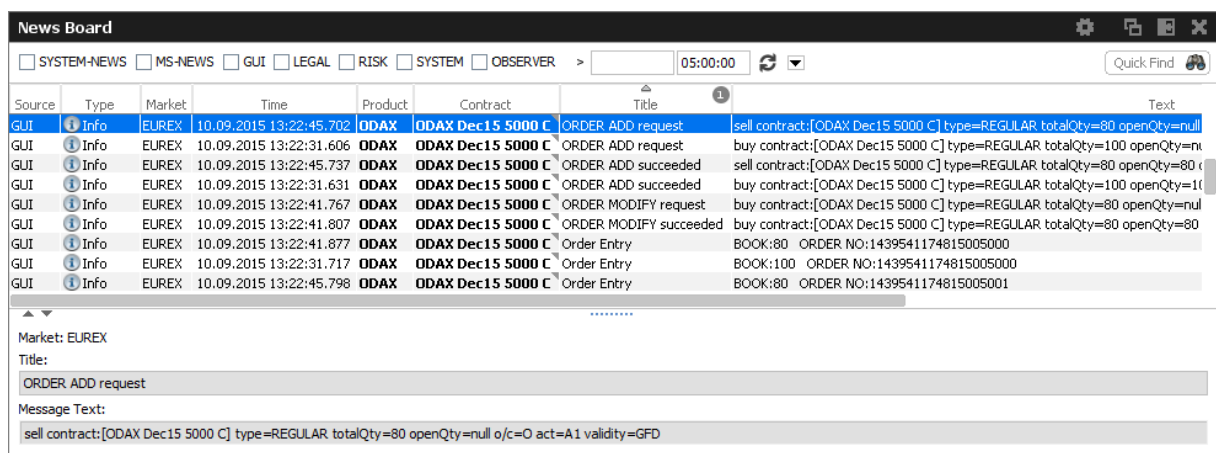 News Board
SYSTEM-NEWS MS-NEWS GUI LEGAL RISK SYSTEM OBSERVER > 05:00:00 Quick Find
1
Source Type Market Time Product Contract Title Text
GUI Info EUREX 10.09.2015 13:22:45.702 ODAX ODAX Dec15 5000 C ORDER ADD request sell contract:[ODAX Dec15 5000 C] type=REGULAR totalQty=80 openQty=null
GUI Info EUREX 10.09.2015 13:22:31.606 ODAX ODAX Dec15 5000 C ORDER ADD request buy contract:[ODAX Dec15 5000 C] type=REGULAR totalQty=100 openQty=nu
GUI Info EUREX 10.09.2015 13:22:45.737 ODAX ODAX Dec15 5000 C ORDER ADD succeeded sell contract:[ODAX Dec15 5000 C] type=REGULAR totalQty=80 openQty=80
GUI Info EUREX 10.09.2015 13:22:31.631 ODAX ODAX Dec15 5000 C ORDER ADD succeeded buy contract:[ODAX Dec15 5000 C] type=REGULAR totalQty=100 openQty=10
GUI Info EUREX 10.09.2015 13:22:41.767 ODAX ODAX Dec15 5000 C ORDER MODIFY request buy contract:[ODAX Dec15 5000 C] type=REGULAR totalQty=80 openQty=nul
GUI Info EUREX 10.09.2015 13:22:41.807 ODAX ODAX Dec15 5000 C ORDER MODIFY succeeded buy contract:[ODAX Dec15 5000 C] type=REGULAR totalQty=80 openQty=80
GUI Info EUREX 10.09.2015 13:22:41.877 ODAX ODAX Dec15 5000 C Order Entry BOOK:80 ORDER NO:1439541174815005000
GUI Info EUREX 10.09.2015 13:22:31.717 ODAX ODAX Dec15 5000 C Order Entry BOOK:100 ORDER NO:1439541174815005000
GUI Info EUREX 10.09.2015 13:22:45.798 ODAX ODAX Dec15 5000 C Order Entry BOOK:80 ORDER NO:1439541174815005001
Market: EUREX
Title:
ORDER ADD request
Message Text:
sell contract:[ODAX Dec15 5000 C] type=REGULAR totalQty=80 openQty=null o/c=O act=A1 validity=GFD